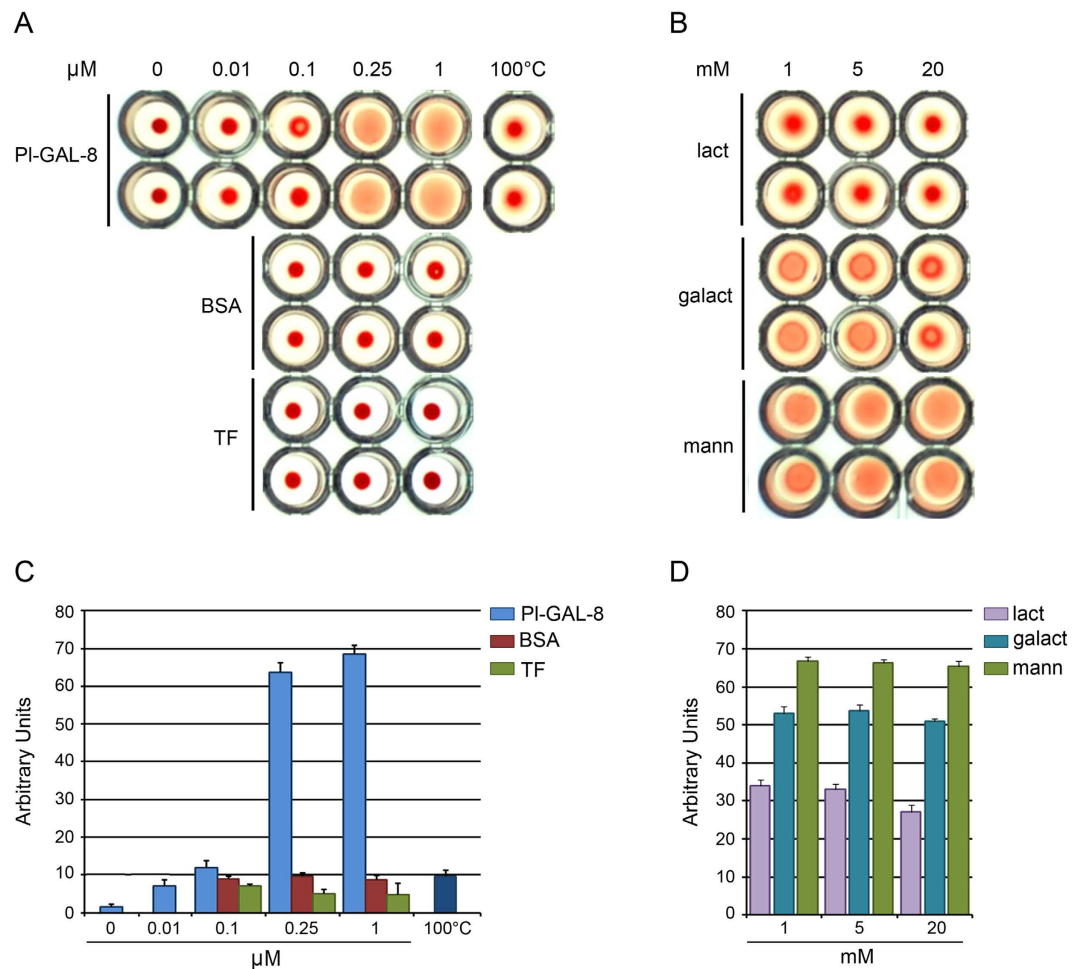 A
µM 0 0.01 0.1 0.25 1 100°C
PI-GAL-8
BSA
TF
B
mM 1 5 20
lact
galact
mann
C
80
70
60
50
40
30
20
10
0
Arbitrary Units
0 0.01 0.1 0.25 1 100°C
µM
PI-GAL-8
BSA
TF
D
80
70
60
50
40
30
20
10
0
Arbitrary Units
1 5 20
mM
lact
galact
mann